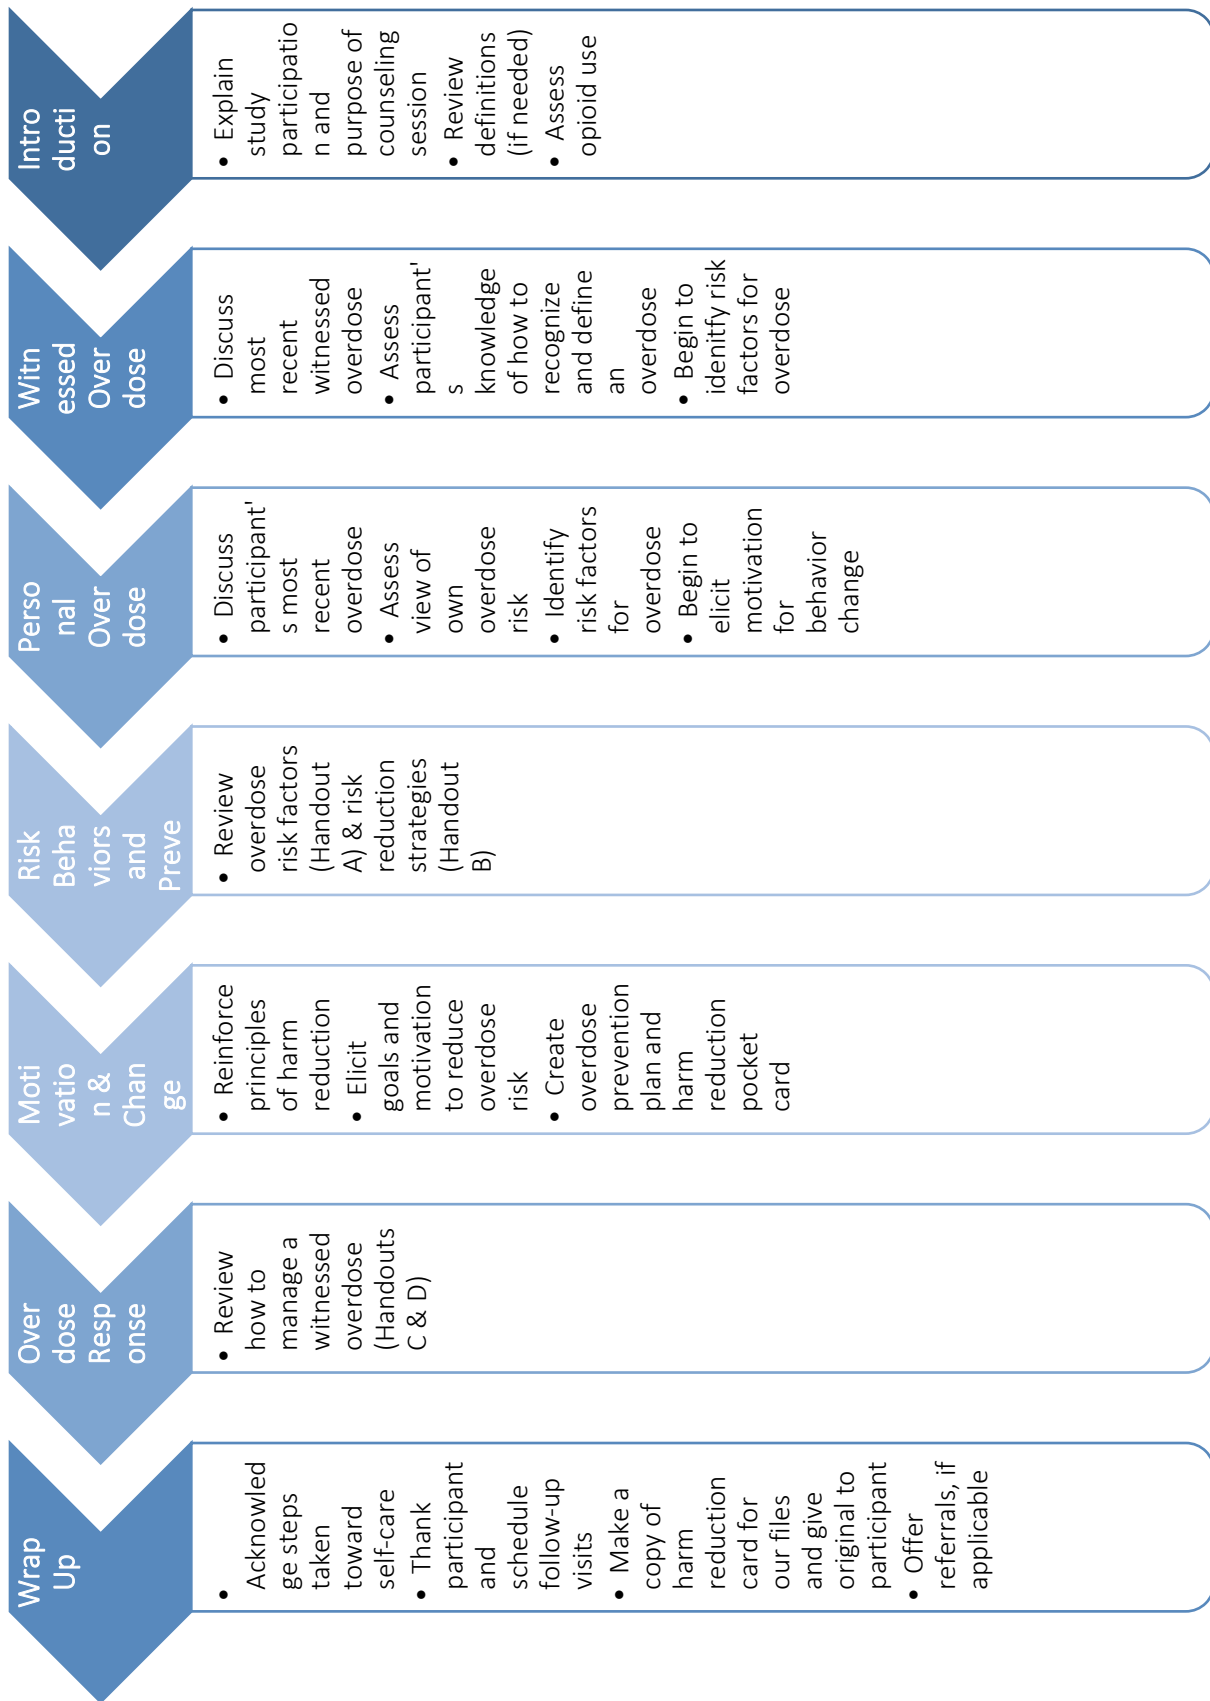 Intro
ducti
on
• Explain
study
participatio
n and
purpose of
counseling
session
• Review
definitions
(if needed)
• Assess
opioid use
Witn
essed
Over
dose
• Discuss
most
recent
witnessed
overdose
• Assess
participant'
s
knowledge
of how to
recognize
and define
an
overdose
• Begin to
idenitfy risk
factors for
overdose
Perso
nal
Over
dose
• Discuss
participant'
s most
recent
overdose
• Assess
view of
own
overdose
risk
• Identify
risk factors
for
overdose
• Begin to
elicit
motivation
for
behavior
change
Risk
Beha
viors
and
Preve
• Review
overdose
risk factors
(Handout
A) & risk
reduction
strategies
(Handout
B)
Moti
vatio
n &
Chan
ge
• Reinforce
principles
of harm
reduction
• Elicit
goals and
motivation
to reduce
overdose
risk
• Create
overdose
prevention
plan and
harm
reduction
pocket
card
Over
dose
Resp
onse
• Review
how to
manage a
witnessed
overdose
(Handouts
C & D)
Wrap
Up
•
Acknowled
ge steps
taken
toward
self-care
• Thank
participant
and
schedule
follow-up
visits
• Make a
copy of
harm
reduction
card for
our files
and give
original to
participant
• Offer
referrals, if
applicable